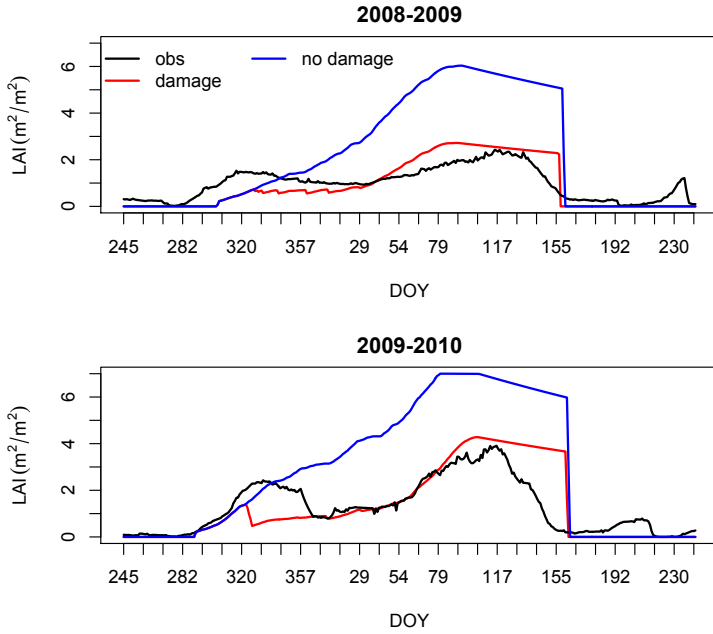 2008-2009
obs
no damage
damage
LAI (m²/m²)
6
4
2
0
245 282 320 357 29 54 79 117 155 192 230
DOY
2009-2010
LAI (m²/m²)
6
4
2
0
245 282 320 357 29 54 79 117 155 192 230
DOY